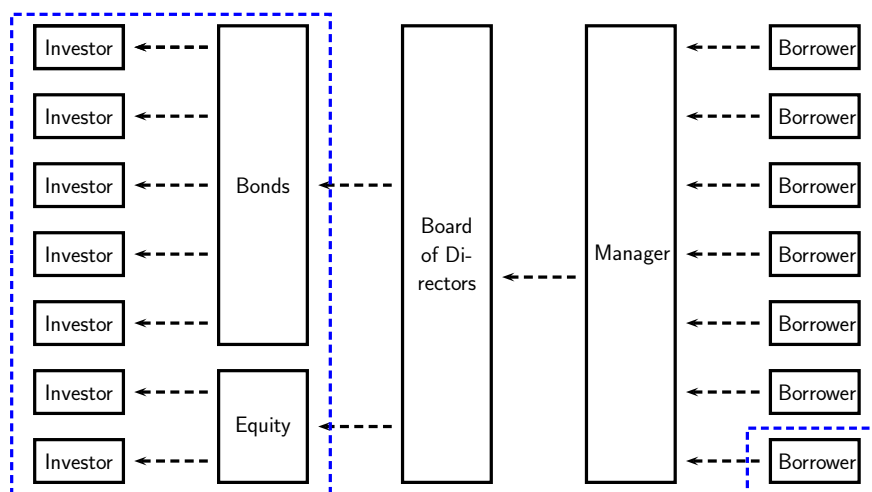 Investor
Investor
Investor
Investor
Investor
Investor
Investor
Bonds
Equity
Board
of Di-
rectors
Manager
Borrower
Borrower
Borrower
Borrower
Borrower
Borrower
Borrower